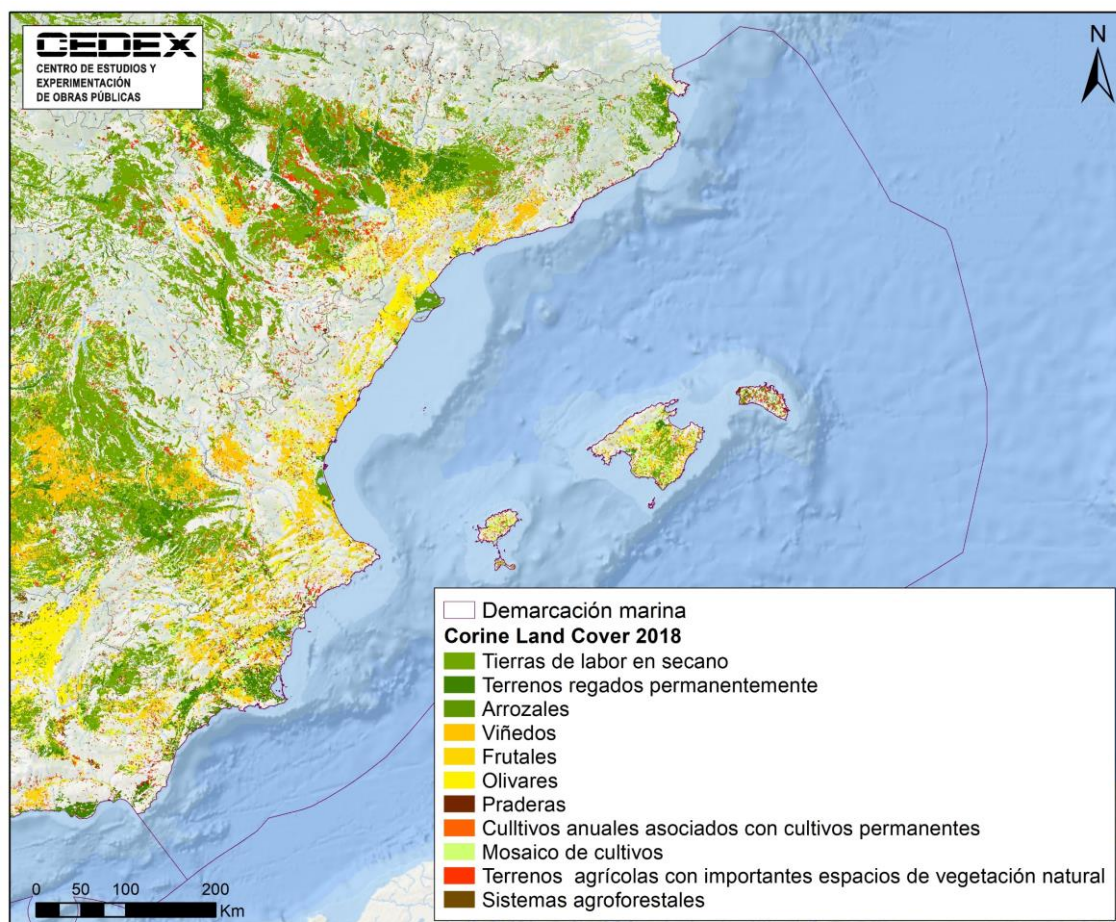 CEDEX
CENTRO DE ESTUDIOS Y
EXPERIMENTACIÓN
DE OBRAS PÚBLICAS
N
Demarcación marina
Corine Land Cover 2018
Tierras de labor en secano
Terrenos regados permanentemente
Arrozales
Viñedos
Frutales
Olivares
Praderas
Culltivos anuales asociados con cultivos permanentes
Mosaico de cultivos
Terrenos agrícolas con importantes espacios de vegetación natural
Sistemas agroforestales
0 50 100 200
Km